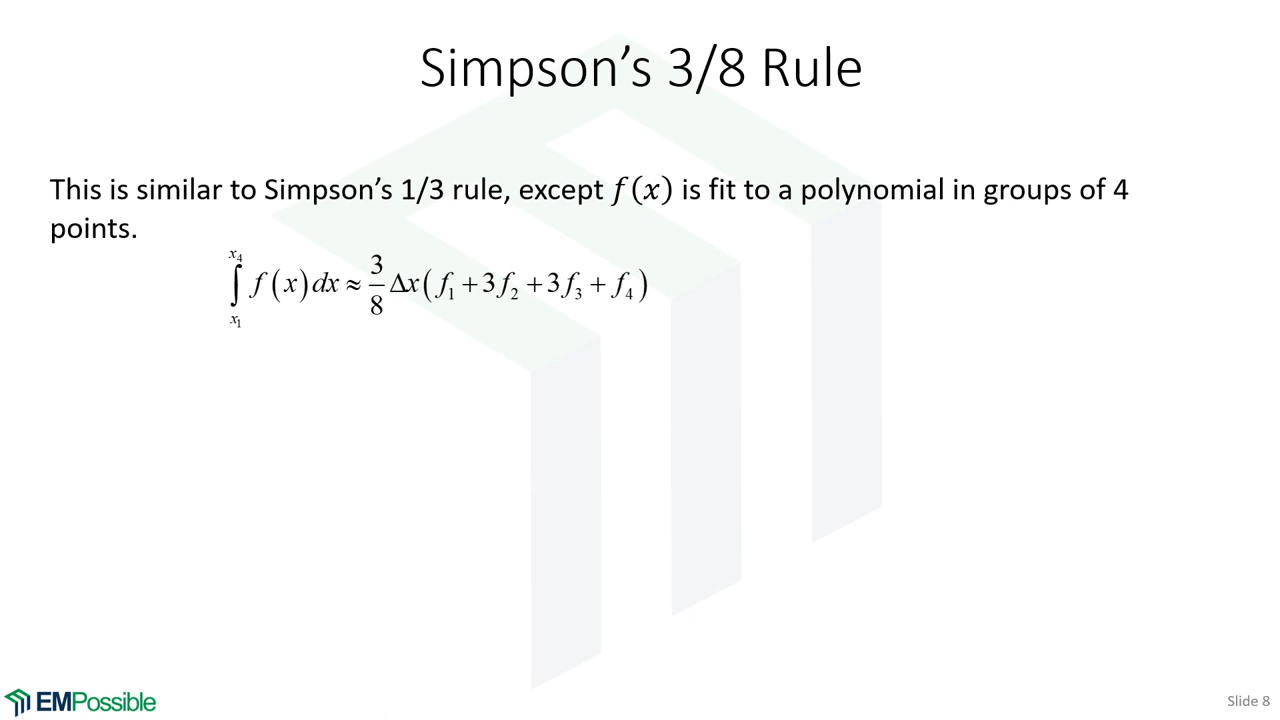 Simpson’s 3/8 Rule
This is similar to Simpson’s 1/3 rule, except f(x) is fit to a polynomial in groups of 4
points.
∫_{x₁}^{x₄} f(x)dx ≈ 3/8 Δx(f₁ + 3f₂ + 3f₃ + f₄)
EMPossible
Slide 8